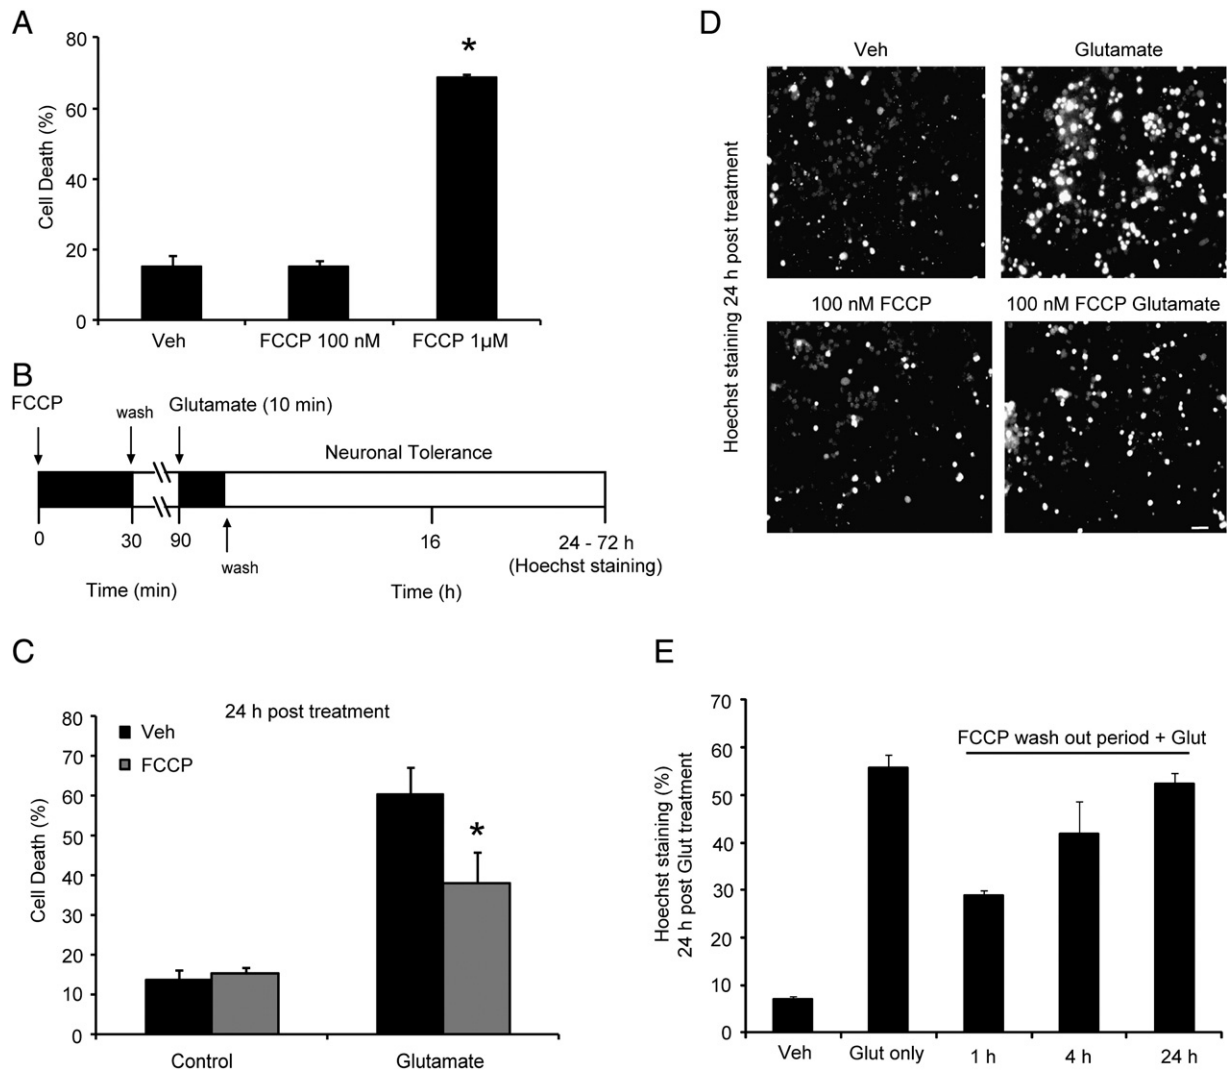 A
80
60
40
20
0
Cell Death (%)
*
Veh
FCCP 100 nM
FCCP 1µM
B
FCCP
wash
Glutamate (10 min)
Neuronal Tolerance
0
30
90
wash
16
24 - 72 h
(Hoechst staining)
Time (min)
Time (h)
C
24 h post treatment
Veh
FCCP
80
70
60
50
40
30
20
10
0
Cell Death (%)
*
Control
Glutamate
D
Veh
Glutamate
100 nM FCCP
100 nM FCCP Glutamate
Hoechst staining 24 h post treatment
E
70
60
50
40
30
20
10
0
Hoechst staining (%)
24 h post Glut treatment
FCCP wash out period + Glut
Veh
Glut only
1 h
4 h
24 h